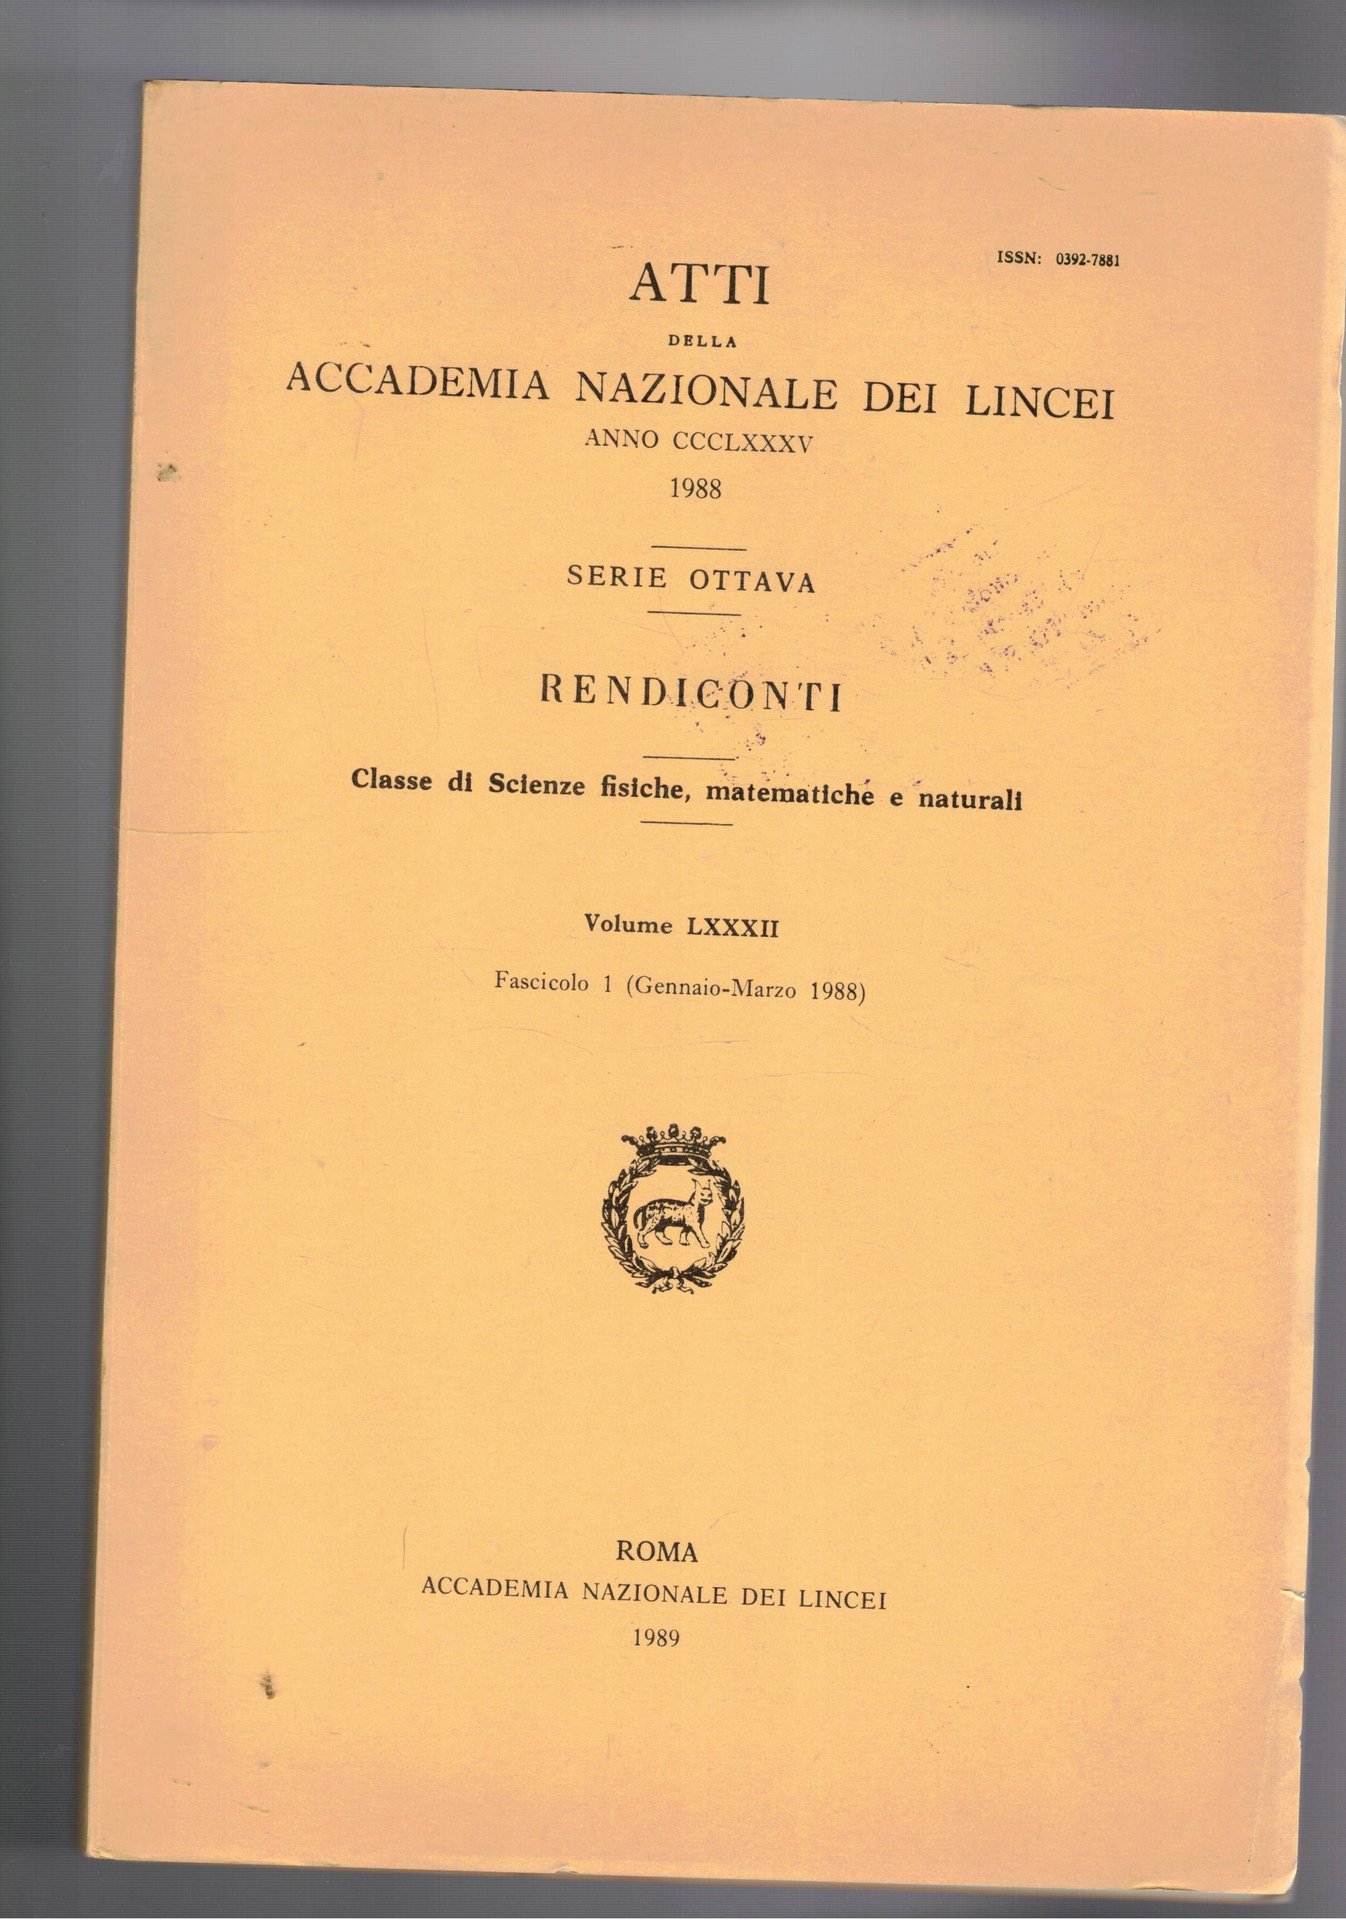 ISSN: 0392-7881
ATTI
DELLA
ACCADEMIA NAZIONALE DEI LINCEI
ANNO CCCLXXXV
1988
SERIE OTTAVA
RENDICONTI
Classe di Scienze fisiche, matematiche e naturali
Volume LXXXII
Fascicolo 1 (Gennaio-Marzo 1988)
ROMA
ACCADEMIA NAZIONALE DEI LINCEI
1989